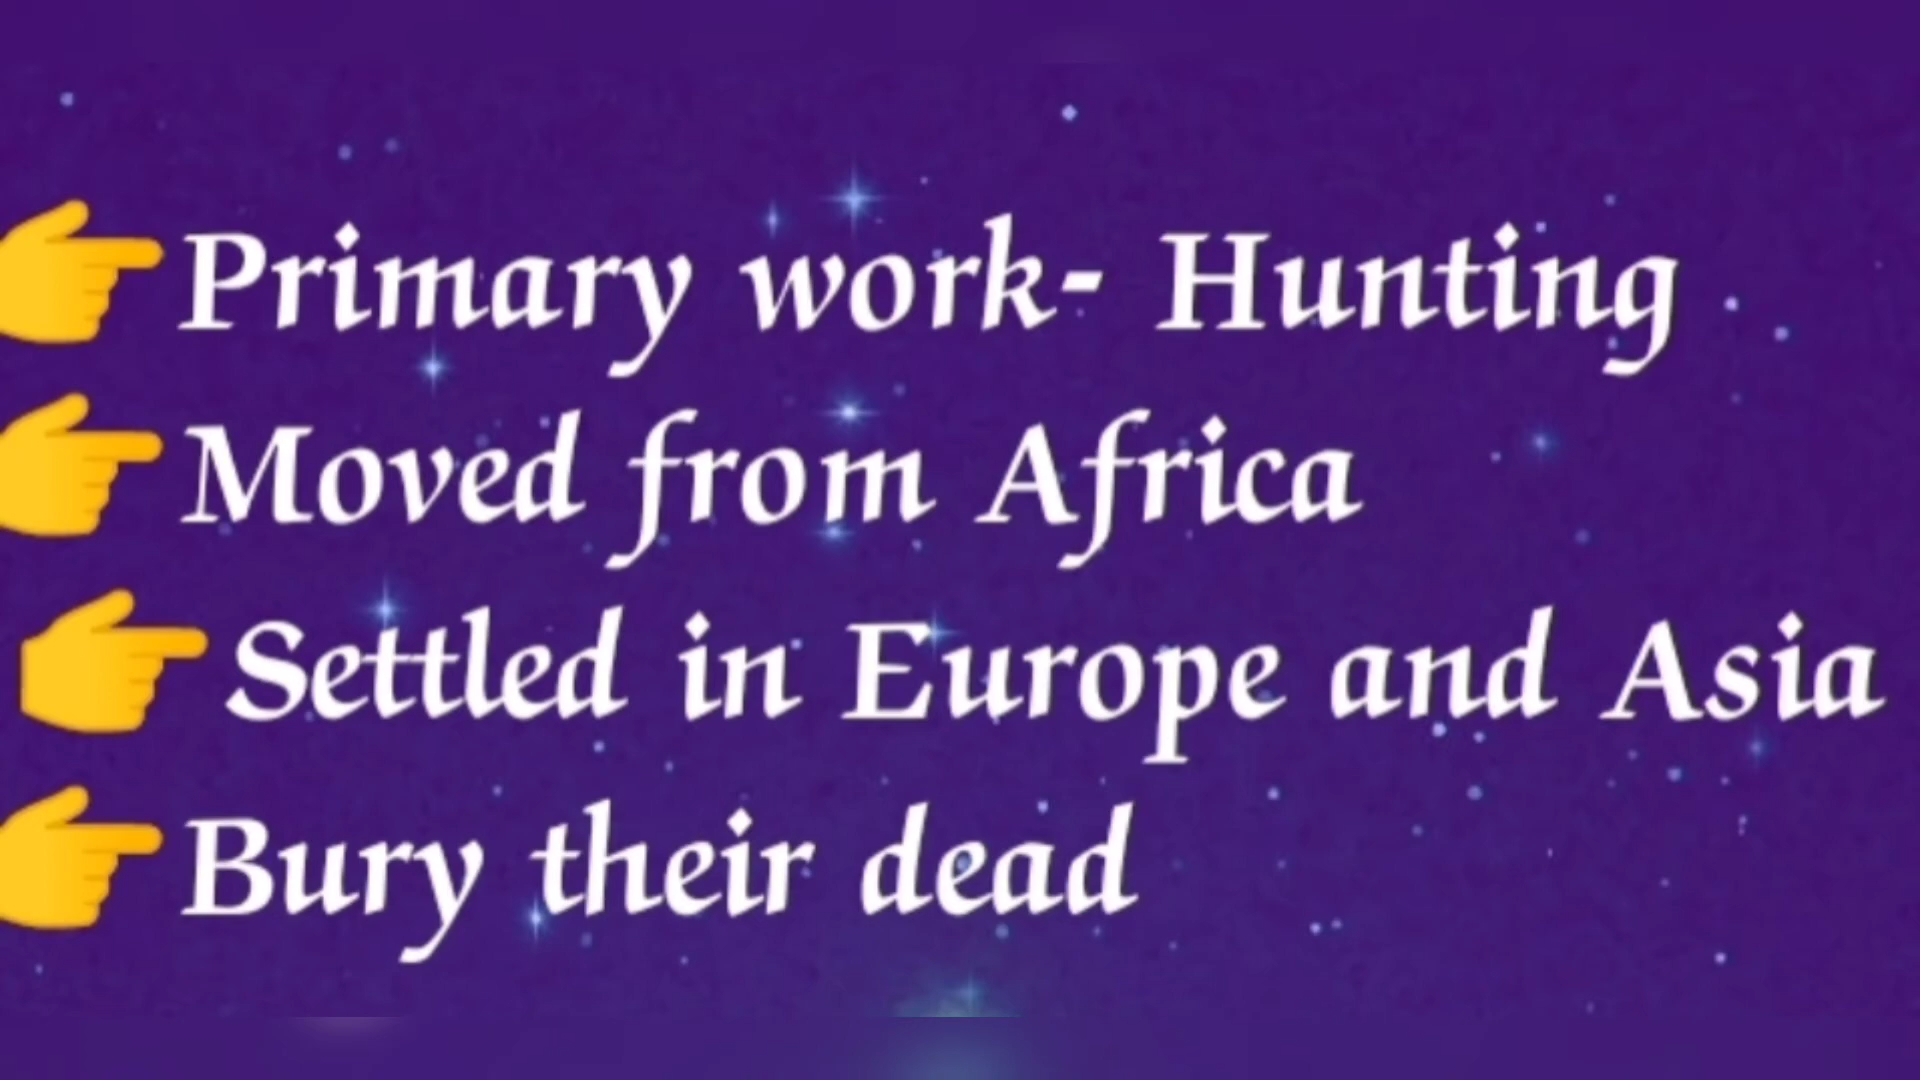 👉Primary work- Hunting
👉Moved from Africa
👉Settled in Europe and Asia
👉Bury their dead